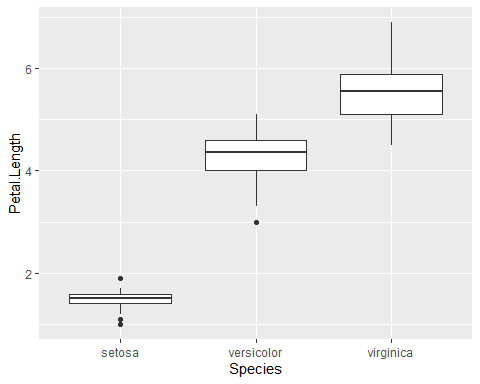 6
4
2
Petal.Length
setosa versicolor virginica
Species